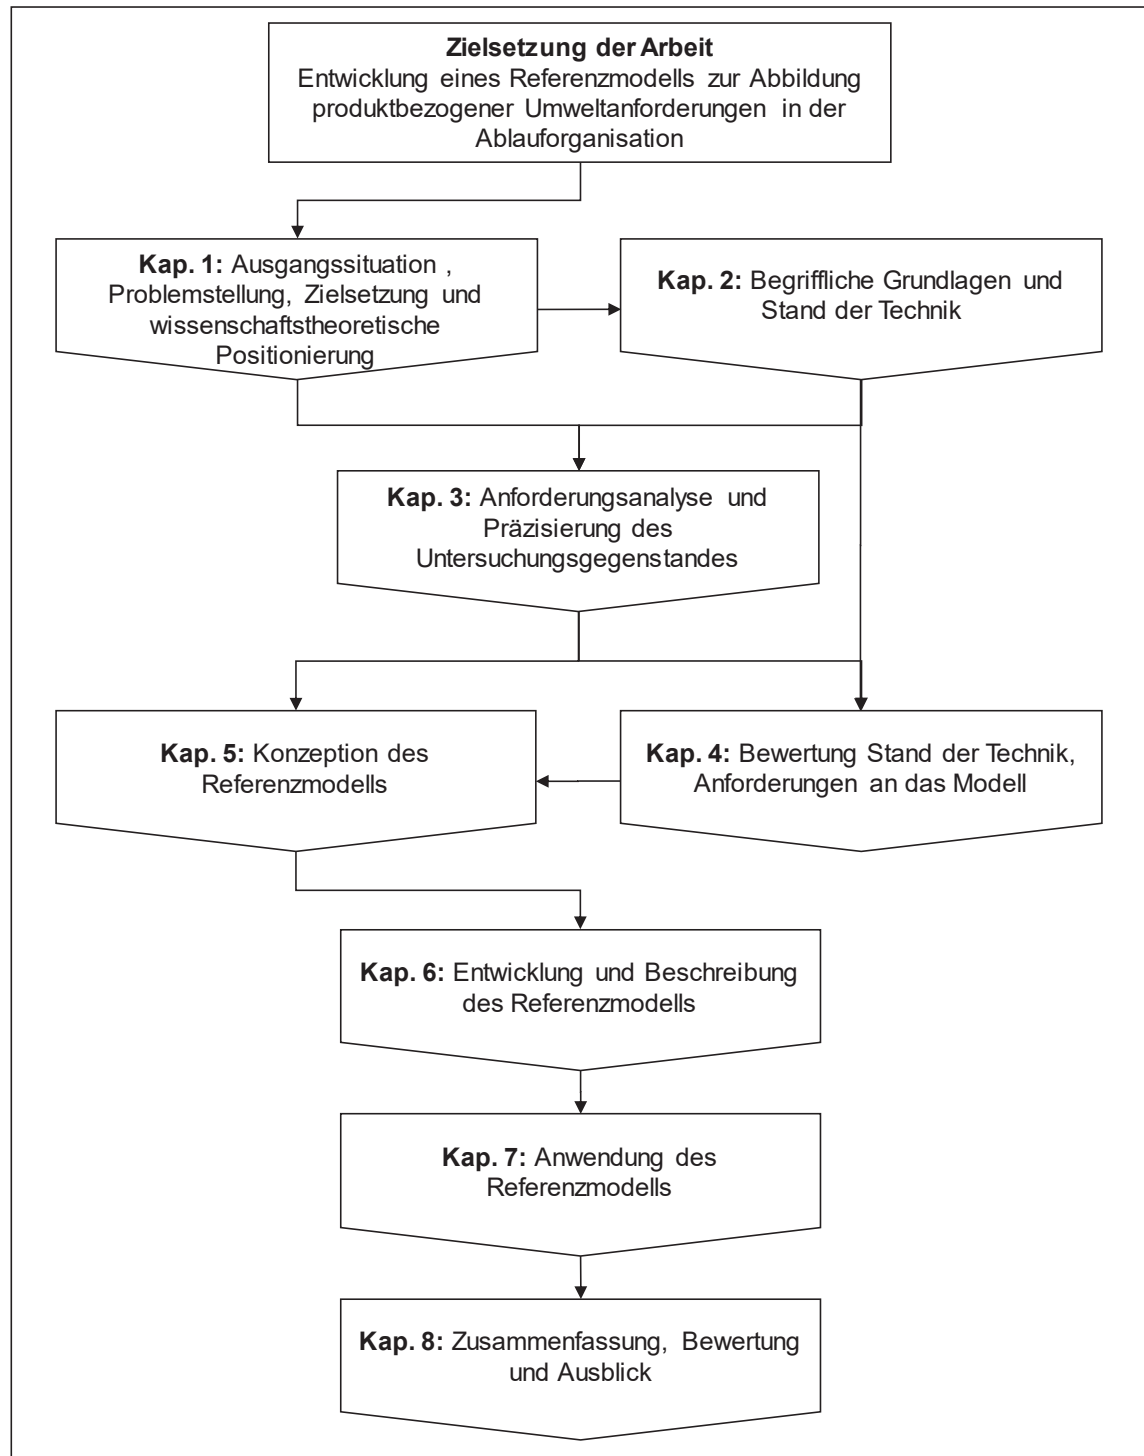 Zielsetzung der Arbeit
Entwicklung eines Referenzmodells zur Abbildung
produktbezogener Umweltanforderungen in der
Ablauforganisation
Kap. 1: Ausgangssituation ,
Problemstellung, Zielsetzung und
wissenschaftstheoretische
Positionierung
Kap. 2: Begriffliche Grundlagen und
Stand der Technik
Kap. 3: Anforderungsanalyse und
Präzisierung des
Untersuchungsgegenstandes
Kap. 5: Konzeption des
Referenzmodells
Kap. 4: Bewertung Stand der Technik,
Anforderungen an das Modell
Kap. 6: Entwicklung und Beschreibung
des Referenzmodells
Kap. 7: Anwendung des
Referenzmodells
Kap. 8: Zusammenfassung, Bewertung
und Ausblick